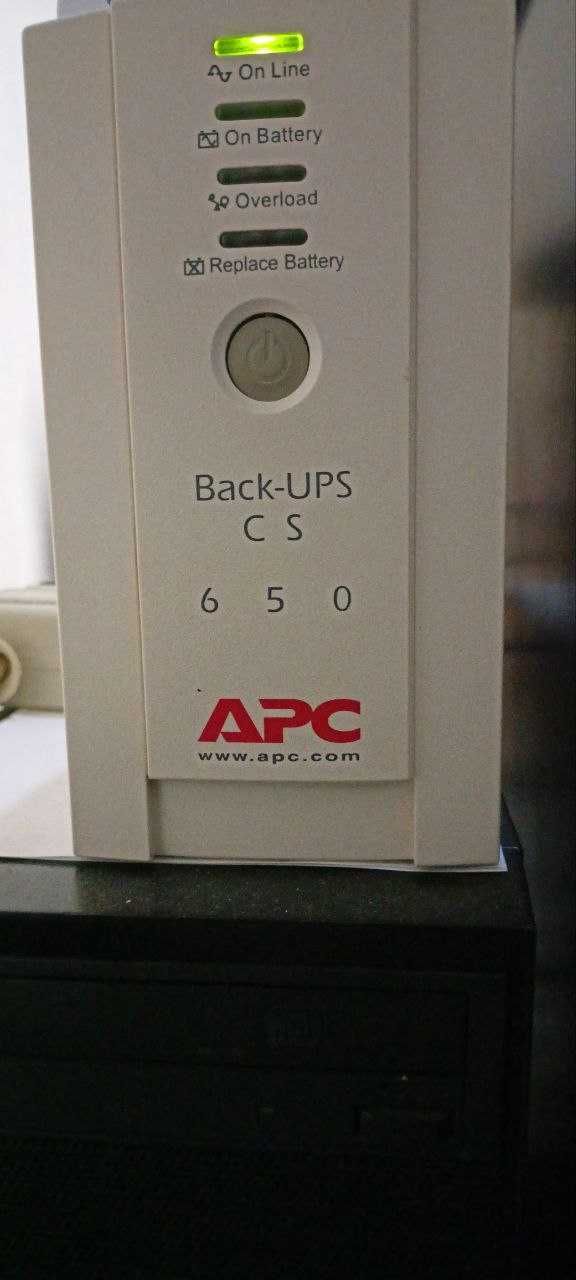 On Line
On Battery
Overload
Replace Battery
Back-UPS
C S
6 5 0
APC
www.apc.com